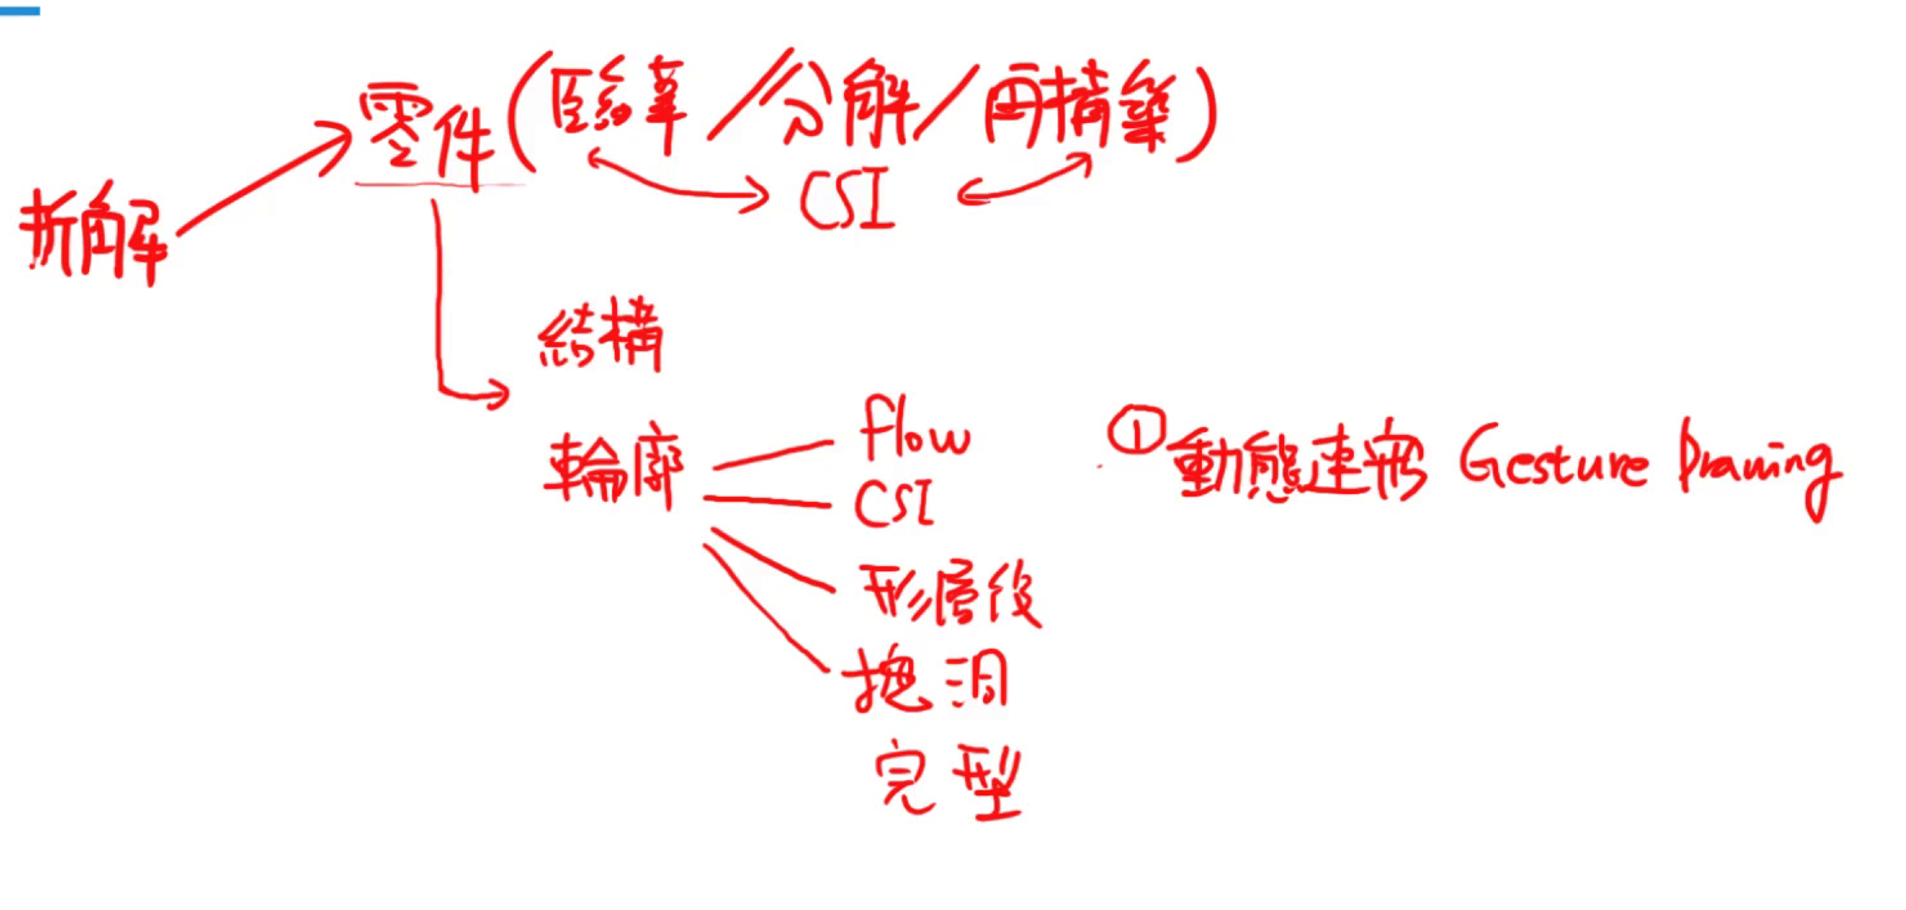 拆解
零件(臨摹/分解/再構築)
CSI
結構
輪廓
flow
CSI
形層後
挖洞
完型
①動態速寫 Gesture Drawing